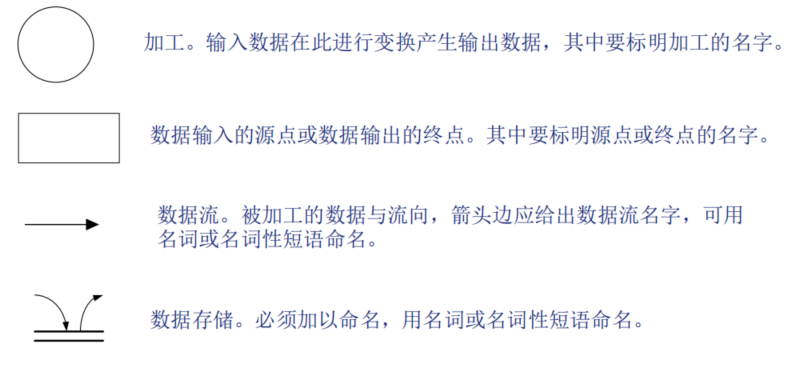 加工。输入数据在此进行变换产生输出数据，其中要标明加工的名字。
数据输入的源点或数据输出的终点。其中要标明源点或终点的名字。
数据流。被加工的数据与流向，箭头边应给出数据流名字，可用
名词或名词性短语命名。
数据存储。必须加以命名，用名词或名词性短语命名。